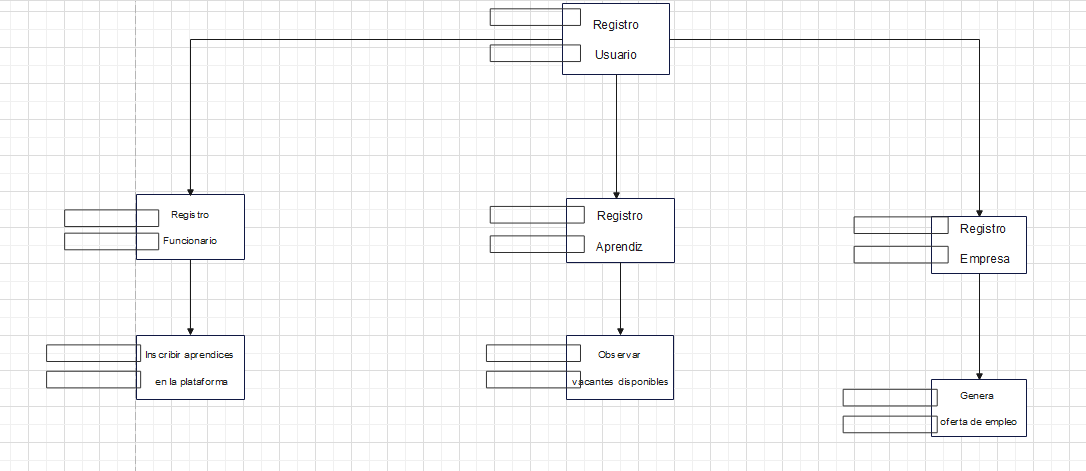 Registro
Usuario
Registro
Funcionario
Registro
Aprendiz
Registro
Empresa
Inscribir aprendices
en la plataforma
Observar
vacantes disponibles
Genera
oferta de empleo